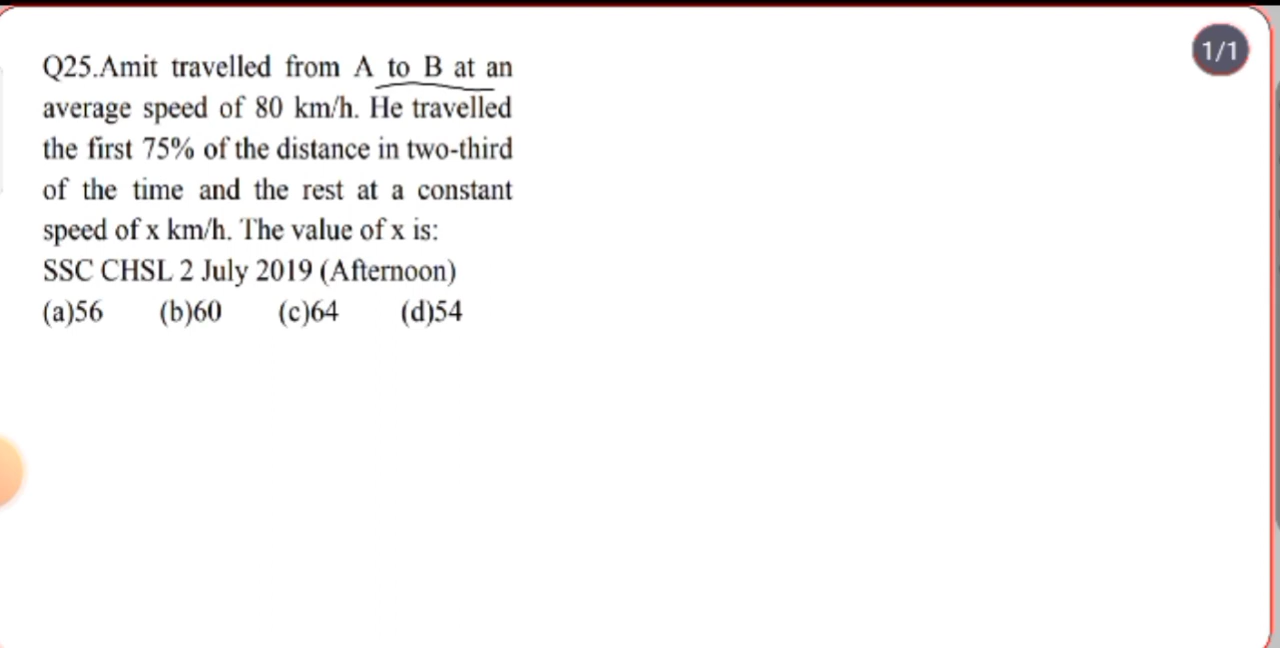 1/1
Q25.Amit travelled from A to B at an
average speed of 80 km/h. He travelled
the first 75% of the distance in two-third
of the time and the rest at a constant
speed of x km/h. The value of x is:
SSC CHSL 2 July 2019 (Afternoon)
(a)56 (b)60 (c)64 (d)54